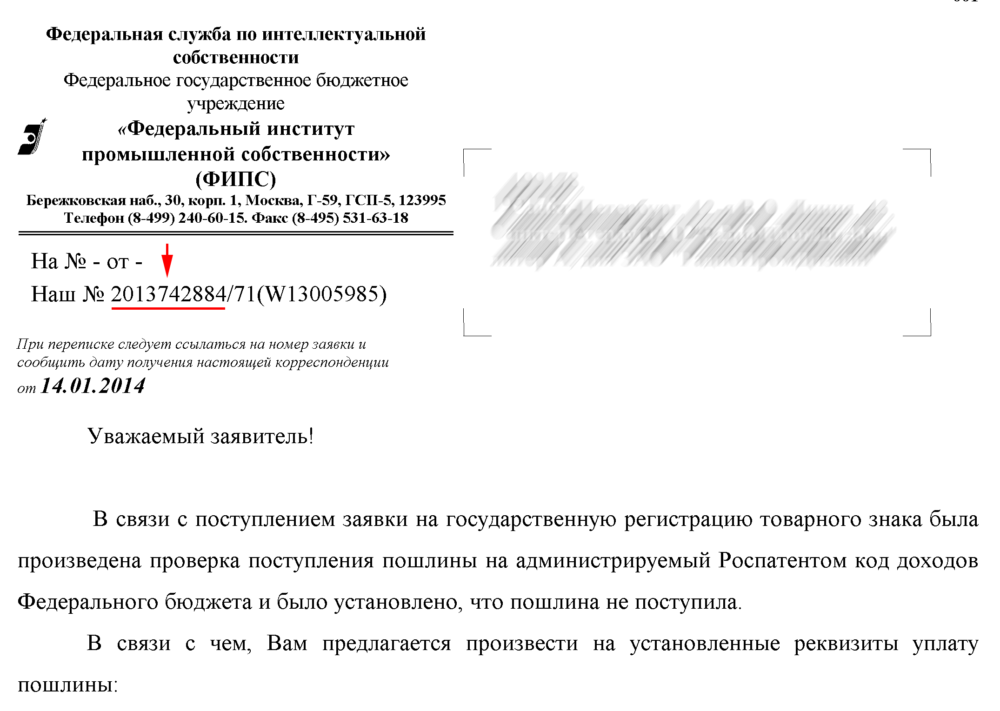 Федеральная служба по интеллектуальной
собственности
Федеральное государственное бюджетное
учреждение
«Федеральный институт
промышленной собственности»
(ФИПС)
Бережковская наб., 30, корп. 1, Москва, Г-59, ГСП-5, 123995
Телефон (8-499) 240-60-15. Факс (8-495) 531-63-18
На № - от -
Наш № 2013742884/71(W13005985)
При переписке следует ссылаться на номер заявки и
сообщить дату получения настоящей корреспонденции
от 14.01.2014
Уважаемый заявитель!
В связи с поступлением заявки на государственную регистрацию товарного знака была
произведена проверка поступления пошлины на администрируемый Роспатентом код доходов
Федерального бюджета и было установлено, что пошлина не поступила.
В связи с чем, Вам предлагается произвести на установленные реквизиты уплату
пошлины: